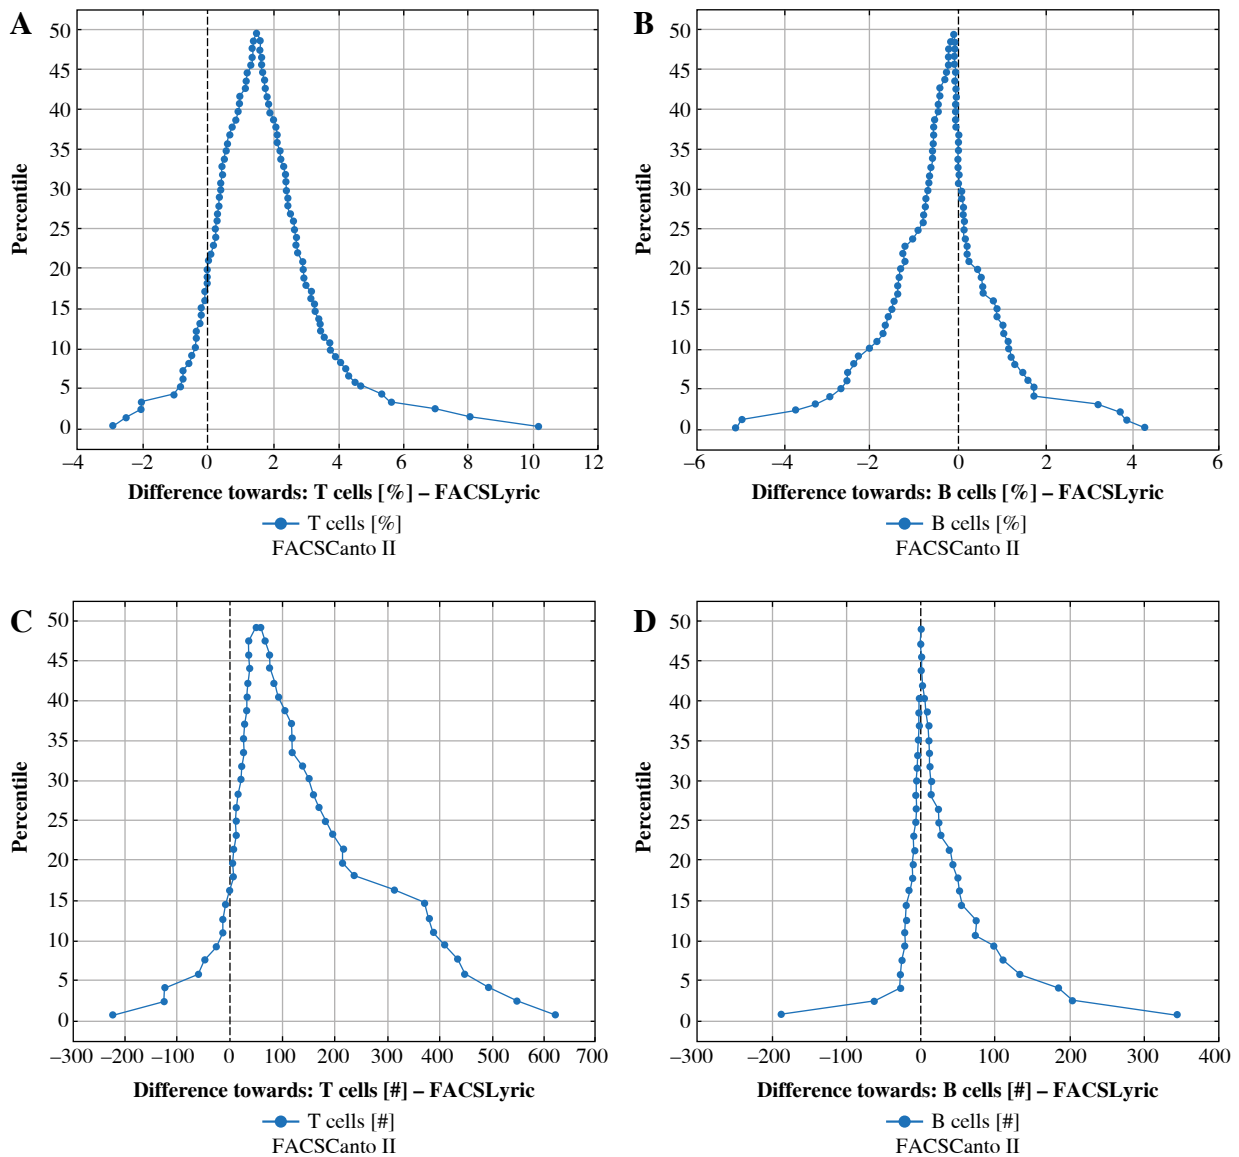 A
Percentile
50
45
40
35
30
25
20
15
10
5
0
−4 −2 0 2 4 6 8 10 12
Difference towards: T cells [%] – FACSLyric
T cells [%]
FACSCanto II
B
Percentile
50
45
40
35
30
25
20
15
10
5
0
−6 −4 −2 0 2 4 6
Difference towards: B cells [%] – FACSLyric
B cells [%]
FACSCanto II
C
Percentile
50
45
40
35
30
25
20
15
10
5
0
−300 −200 −100 0 100 200 300 400 500 600 700
Difference towards: T cells [#] – FACSLyric
T cells [#]
FACSCanto II
D
Percentile
50
45
40
35
30
25
20
15
10
5
0
−300 −200 −100 0 100 200 300 400
Difference towards: B cells [#] – FACSLyric
B cells [#]
FACSCanto II